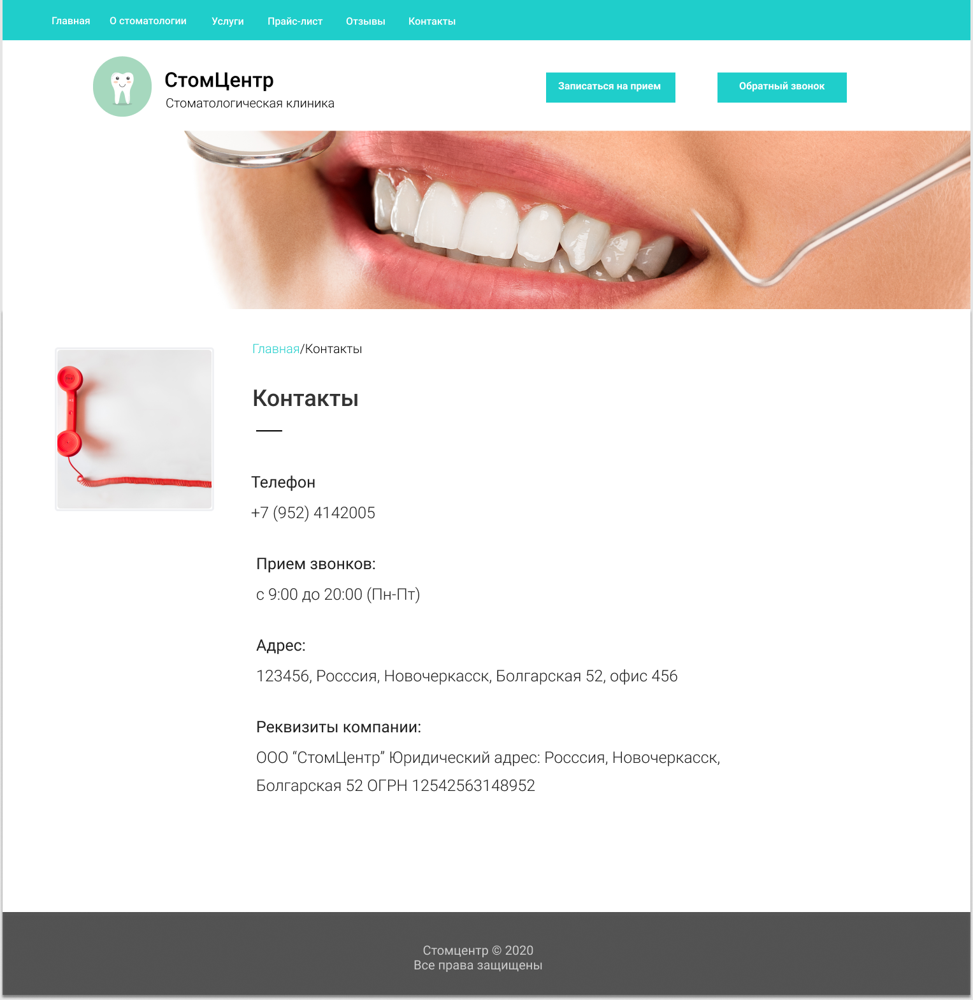 Главная О стоматологии Услуги Прайс-лист Отзывы Контакты
СтомЦентр
Стоматологическая клиника
Записаться на прием
Обратный звонок
Главная/Контакты
Контакты
Телефон
+7 (952) 4142005
Прием звонков:
с 9:00 до 20:00 (Пн-Пт)
Адрес:
123456, Росссия, Новочеркасск, Болгарская 52, офис 456
Реквизиты компании:
ООО “СтомЦентр” Юридический адрес: Росссия, Новочеркасск,
Болгарская 52 ОГРН 12542563148952
Стомцентр © 2020
Все права защищены